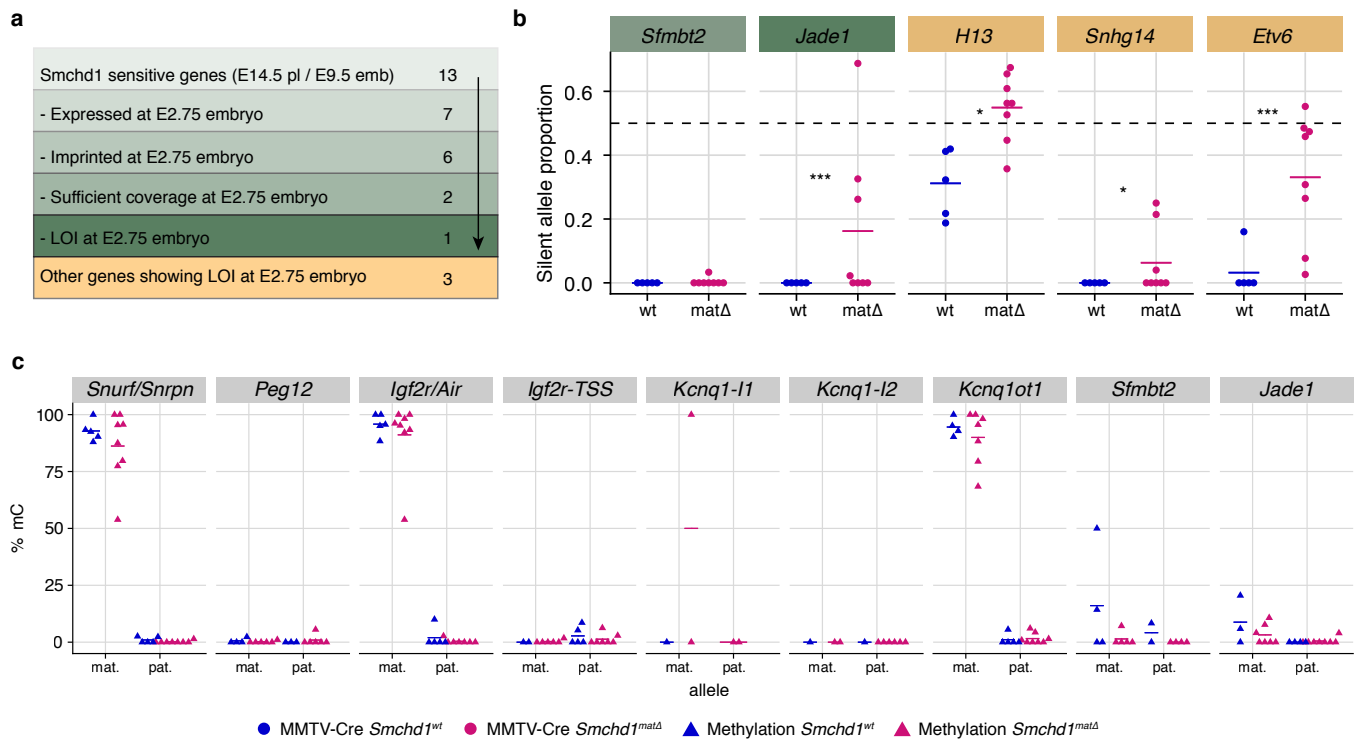 a
Smchd1 sensitive genes (E14.5 pl / E9.5 emb) 13
- Expressed at E2.75 embryo 7
- Imprinted at E2.75 embryo 6
- Sufficient coverage at E2.75 embryo 2
- LOI at E2.75 embryo 1
Other genes showing LOI at E2.75 embryo 3
b
Sfmbt2 Jade1 H13 Snhg14 Etv6
Silent allele proportion
0.6
0.4
0.2
0.0
*** * * ***
wt matΔ wt matΔ wt matΔ wt matΔ wt matΔ
c
Snurf/Snrpn Peg12 Igf2r/Air Igf2r-TSS Kcnq1-I1 Kcnq1-I2 Kcnq1ot1 Sfmbt2 Jade1
% mC
100
75
50
25
0
mat. pat. mat. pat. mat. pat. mat. pat. mat. pat. mat. pat. mat. pat. mat. pat. mat. pat.
allele
MMTV-Cre Smchd1wt MMTV-Cre Smchd1matΔ Methylation Smchd1wt Methylation Smchd1matΔ